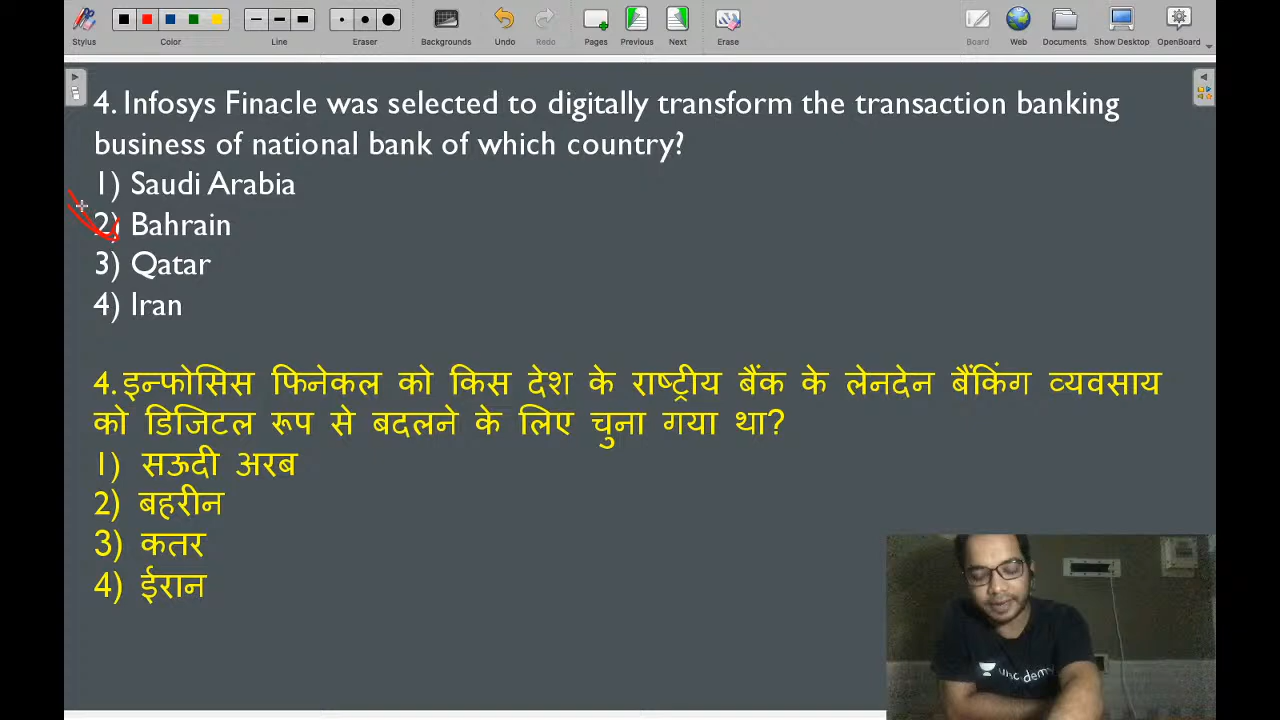 Stylus Color Line Eraser Backgrounds Undo Redo Pages Previous Next Erase Board Web Documents Show Desktop OpenBoard
4. Infosys Finacle was selected to digitally transform the transaction banking
business of national bank of which country?
1) Saudi Arabia
2) Bahrain
3) Qatar
4) Iran
4. इन्फोसिस फिनेकल को किस देश के राष्ट्रीय बैंक के लेनदेन बैंकिंग व्यवसाय
को डिजिटल रूप से बदलने के लिए चुना गया था?
1) सऊदी अरब
2) बहरीन
3) कतर
4) ईरान